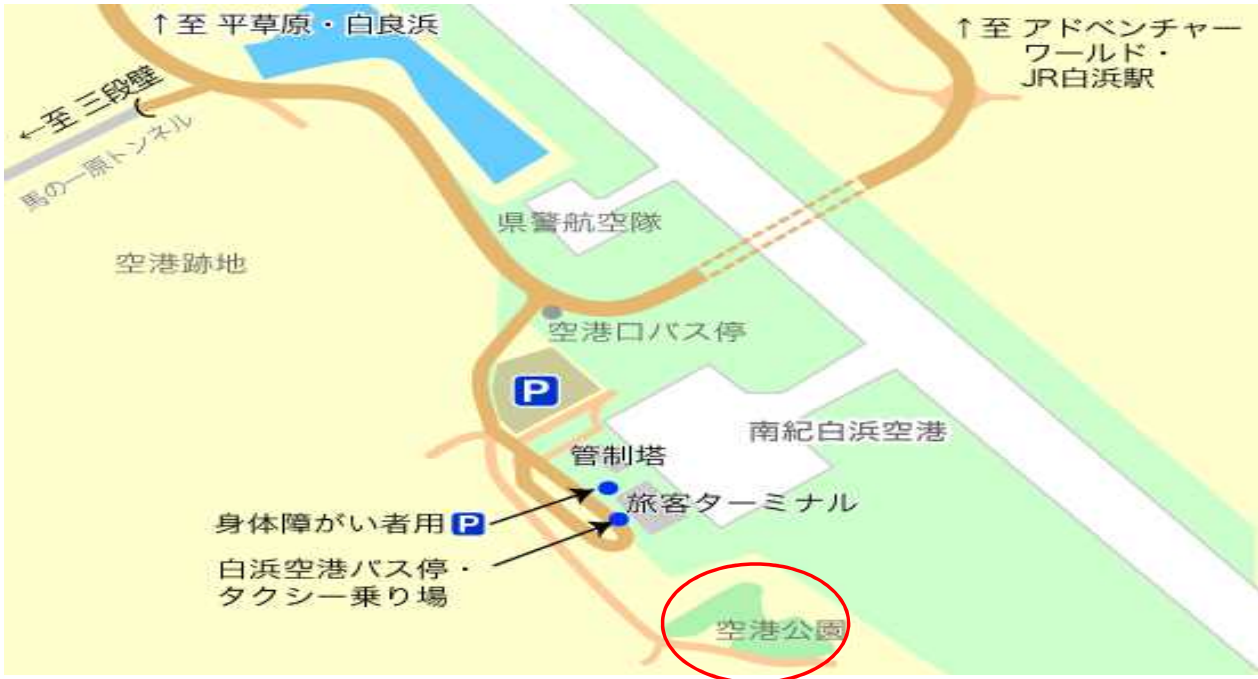 ↑至 平草原・白良浜
↑至 アドベンチャー
ワールド・
JR白浜駅
←至 三段壁
馬の一原トンネル
県警航空隊
空港跡地
空港口バス停
P
南紀白浜空港
管制塔
旅客ターミナル
身体障がい者用P
白浜空港バス停・
タクシー乗り場
空港公園